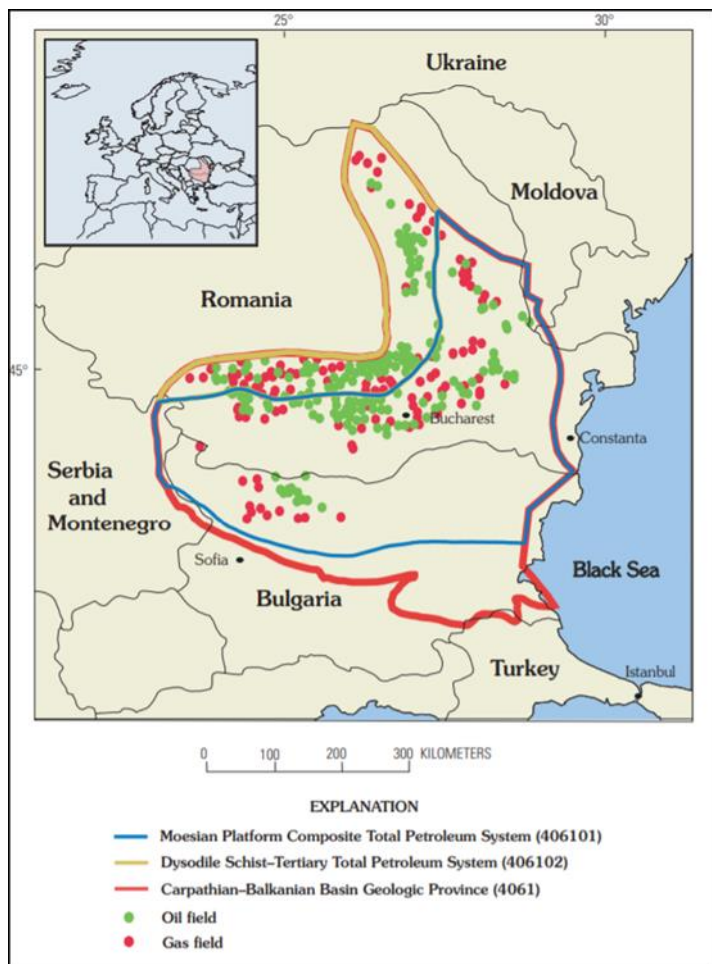 25°
30°
Ukraine
Moldova
Romania
45°
Bucharest
Constanta
Serbia
and
Montenegro
Sofia
Black Sea
Bulgaria
Turkey
Istanbul
0 100 200 300 KILOMETERS
EXPLANATION
Moesian Platform Composite Total Petroleum System (406101)
Dysodile Schist–Tertiary Total Petroleum System (406102)
Carpathian–Balkanian Basin Geologic Province (4061)
Oil field
Gas field